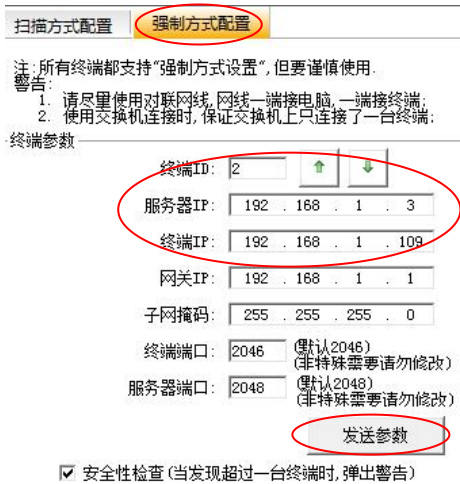 扫描方式配置 强制方式配置
注:所有终端都支持“强制方式设置”,但要谨慎使用.
警告:
1. 请尽量使用对联网线,网线一端接电脑,一端接终端;
2. 使用交换机连接时,保证交换机上只连接了一台终端;
终端参数
终端ID: 2
服务器IP: 192 . 168 . 1 . 3
终端IP: 192 . 168 . 1 . 109
网关IP: 192 . 168 . 1 . 1
子网掩码: 255 . 255 . 255 . 0
终端端口: 2046 (默认2046)
(非特殊需要请勿修改)
服务器端口: 2048 (默认2048)
(非特殊需要请勿修改)
发送参数
安全性检查(当发现超过一台终端时,弹出警告)